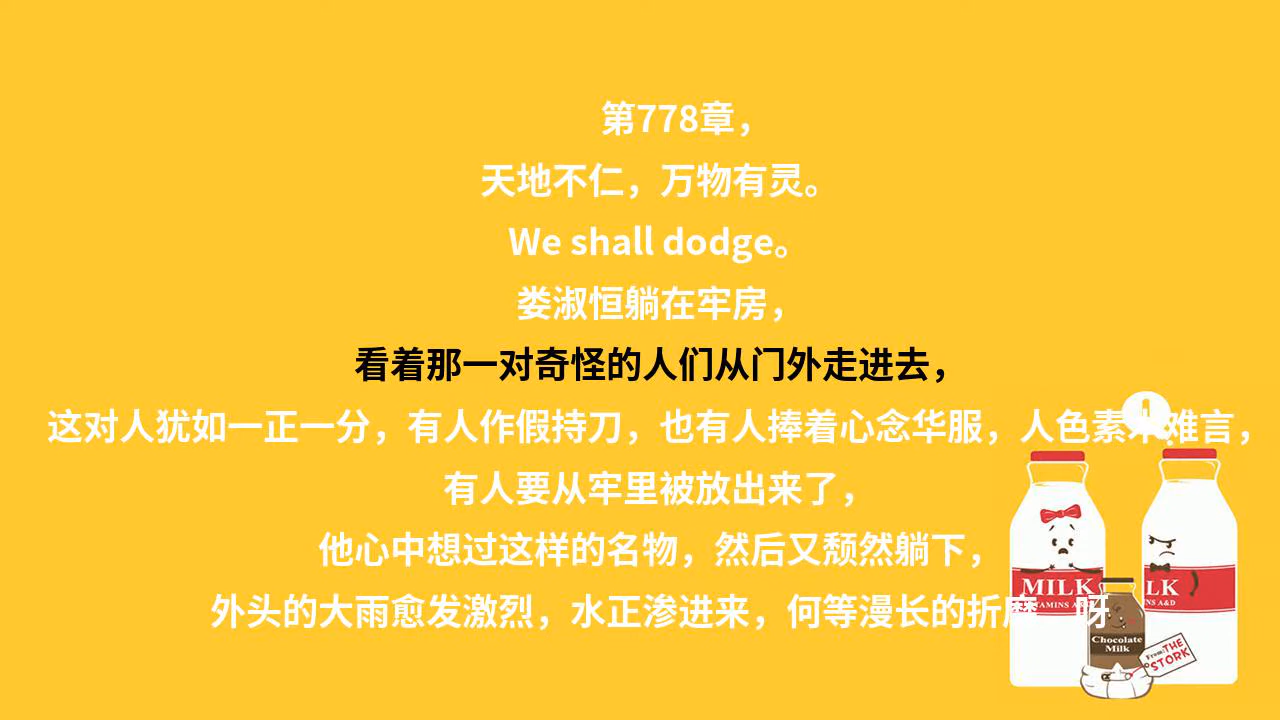 第778章，
天地不仁，万物有灵。
We shall dodge。
娄淑恒躺在牢房，
看着那一对奇怪的人们从门外走进去，
这对人犹如一正一分，有人作假持刀，也有人捧着心念华服，人色素难言，
有人要从牢里被放出来了，
他心中想过这样的名物，然后又颓然躺下，
外头的大雨愈发激烈，水正渗进来，何等漫长的折磨 呀
MILK
VITAMINS A&D
LK
NS A&D
Chocolate
Milk
From: THE
STORK